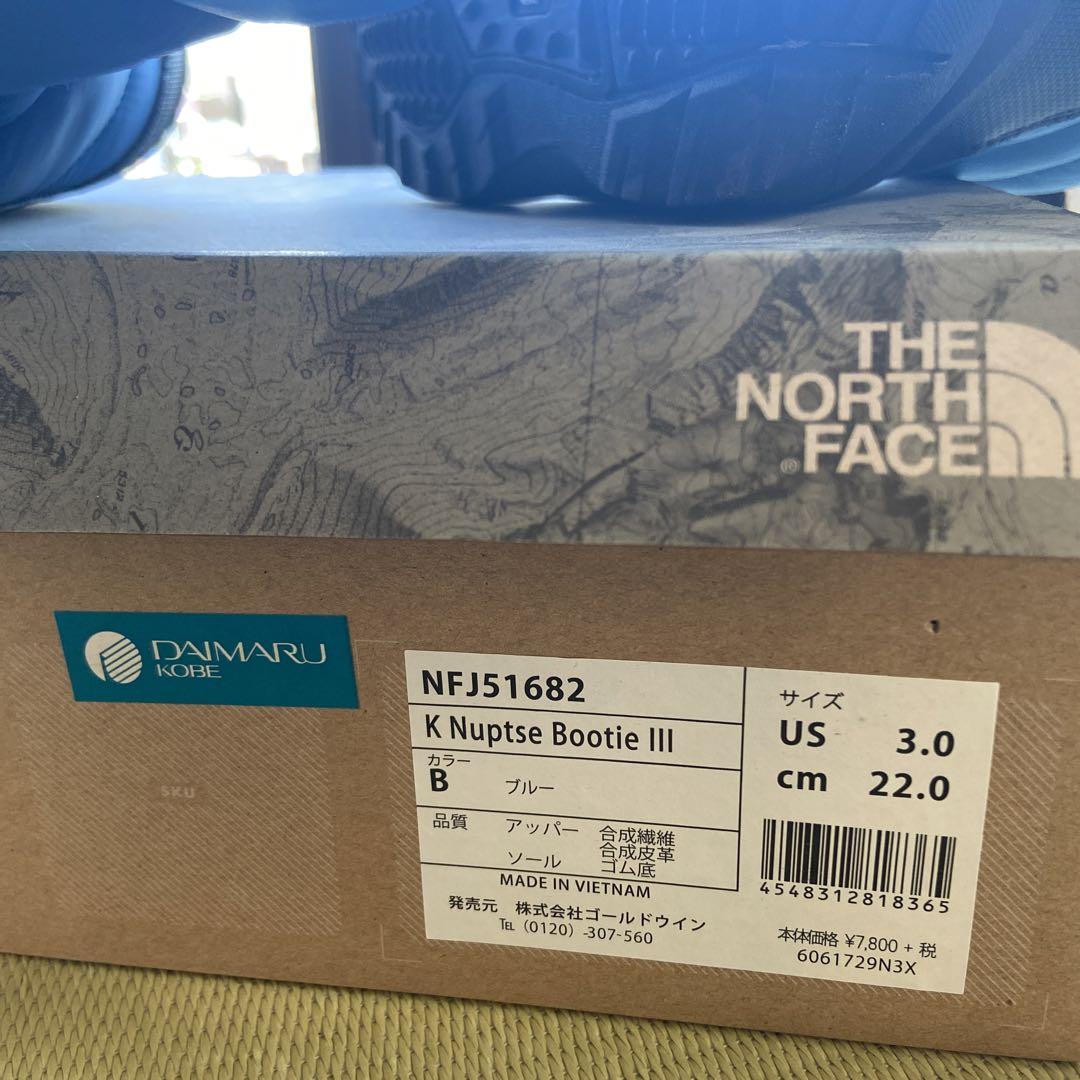 THE
NORTH
FACE
®
DAIMARU
KOBE
SKU
NFJ51682
K Nuptse Bootie III
カラー
B ブルー
品質 アッパー 合成繊維
合成皮革
ソール ゴム底
MADE IN VIETNAM
発売元 株式会社ゴールドウイン
TEL (0120) -307-560
サイズ
US 3.0
cm 22.0
4548312818365
本体価格 ¥7,800 + 税
6061729N3X